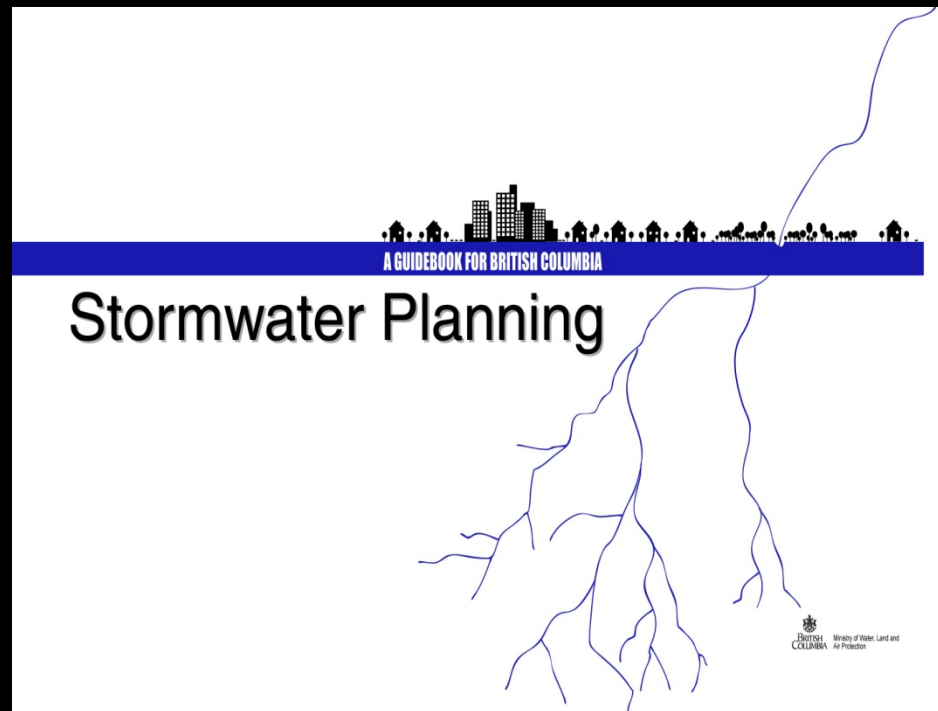 A GUIDEBOOK FOR BRITISH COLUMBIA
Stormwater Planning
BRITISH
COLUMBIA
Ministry of Water, Land and
Air Protection